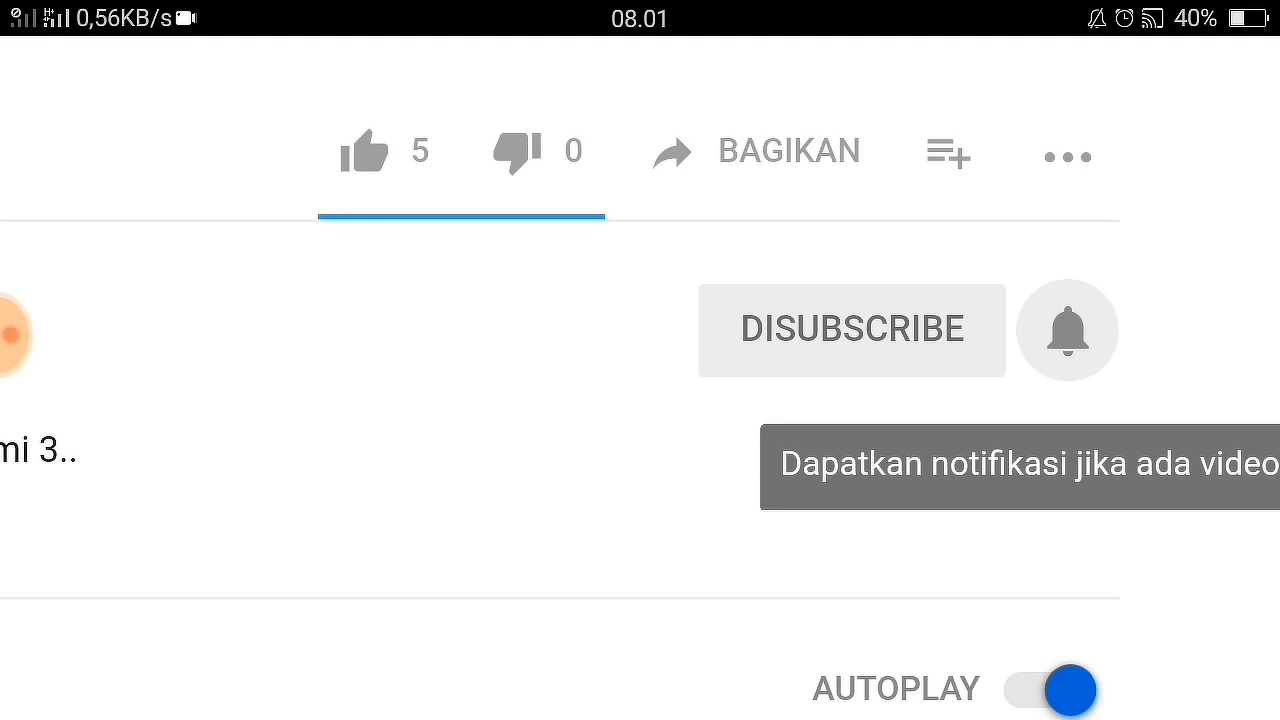 0,56KB/s 08.01 40%
5 0 BAGIKAN
DISUBSCRIBE
mi 3..
Dapatkan notifikasi jika ada video
AUTOPLAY